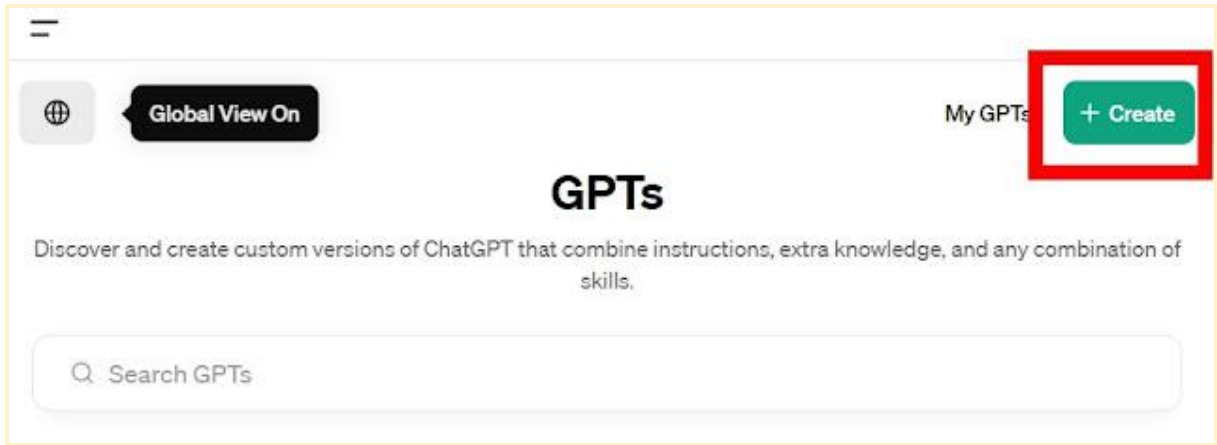 Global View On
My GPTs
+ Create
GPTs
Discover and create custom versions of ChatGPT that combine instructions, extra knowledge, and any combination of
skills.
Search GPTs